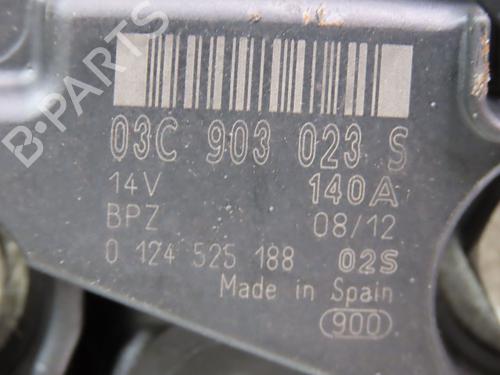 B-PARTS
03C 903 023 S
14V 140A
BPZ 08/12
0 124 525 188 02S
Made in Spain
900